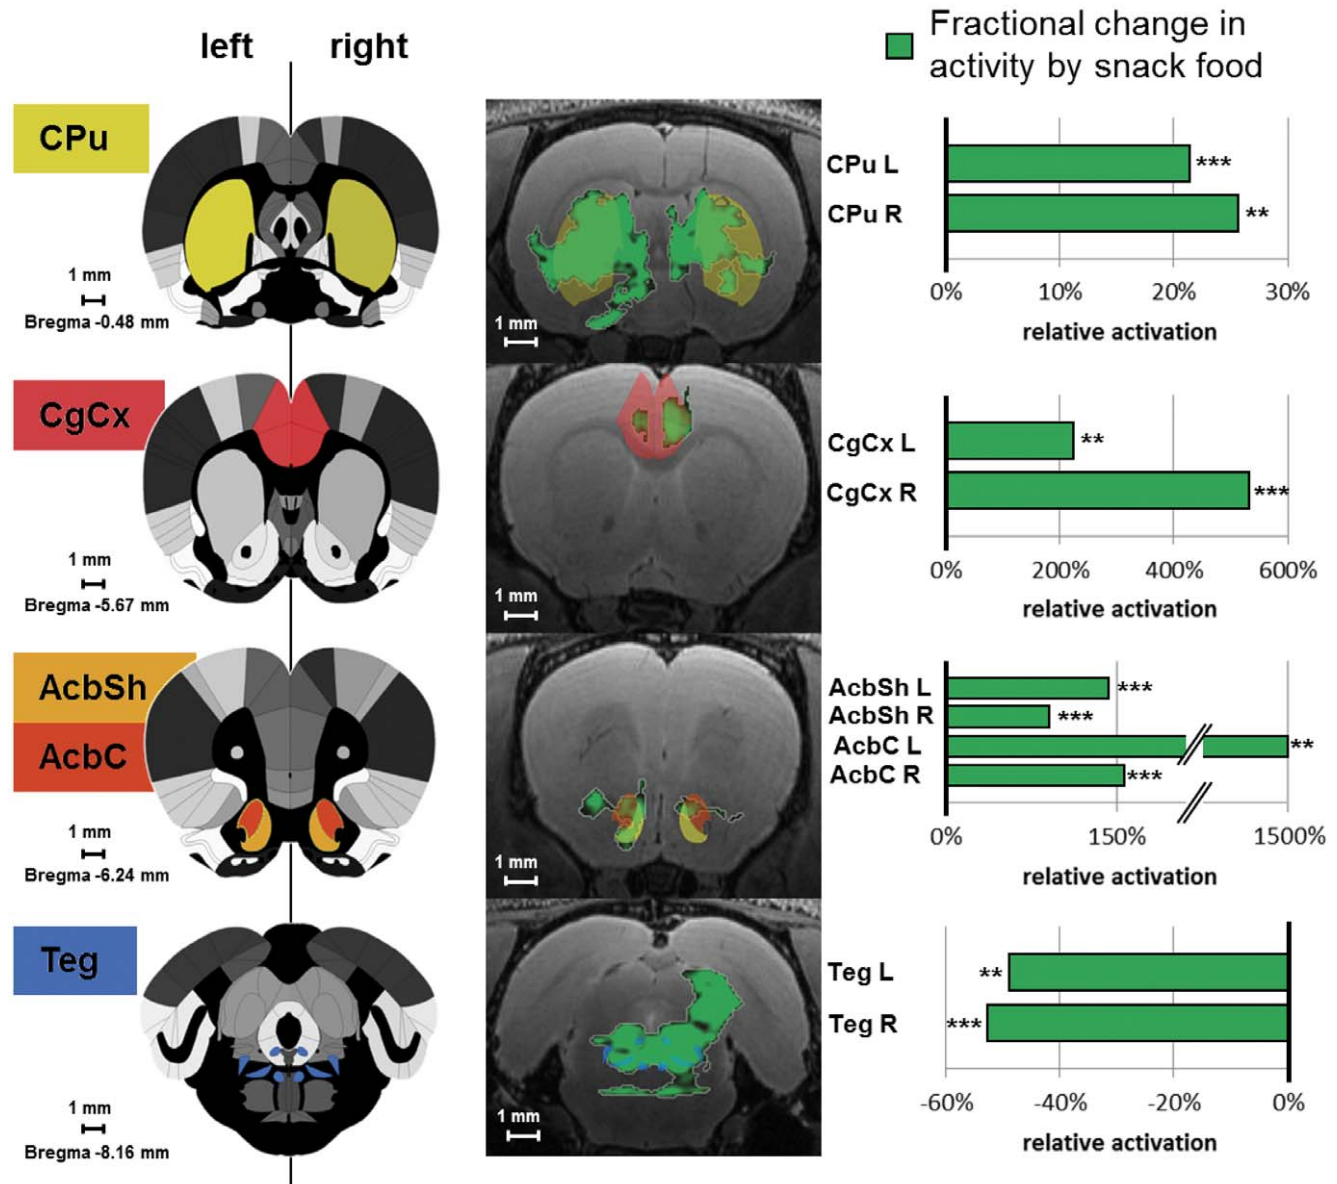 left right
Fractional change in
activity by snack food
CPu
1 mm
Bregma -0.48 mm
1 mm
CPu L ***
CPu R **
0% 10% 20% 30%
relative activation
CgCx
1 mm
Bregma -5.67 mm
1 mm
CgCx L **
CgCx R ***
0% 200% 400% 600%
relative activation
AcbSh
AcbC
1 mm
Bregma -6.24 mm
1 mm
AcbSh L ***
AcbSh R ***
AcbC L **
AcbC R ***
0% 150% 1500%
relative activation
Teg
1 mm
Bregma -8.16 mm
1 mm
Teg L **
Teg R ***
-60% -40% -20% 0%
relative activation